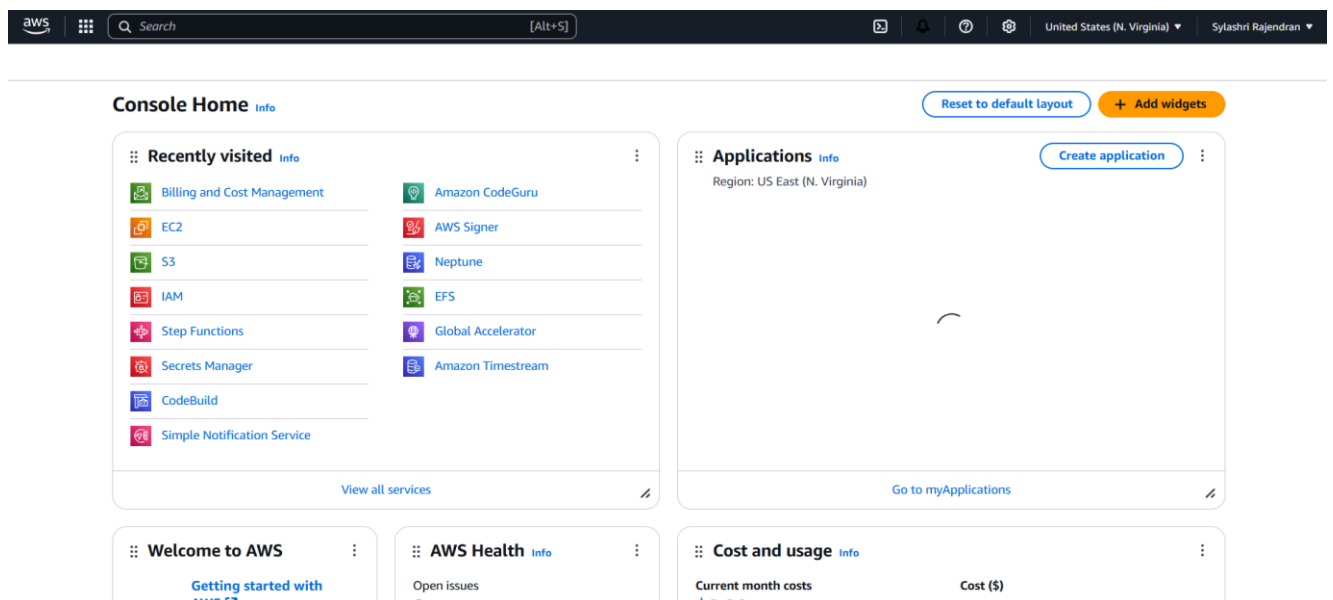 aws Search [Alt+S] United States (N. Virginia) Sylashri Rajendran
Console Home Info
Reset to default layout
+ Add widgets
Recently visited Info
Billing and Cost Management
EC2
S3
IAM
Step Functions
Secrets Manager
CodeBuild
Simple Notification Service
Amazon CodeGuru
AWS Signer
Neptune
EFS
Global Accelerator
Amazon Timestream
View all services
Applications Info
Create application
Region: US East (N. Virginia)
Go to myApplications
Welcome to AWS
Getting started with
AWS
AWS Health Info
Open issues
Cost and usage Info
Current month costs
Cost ($)